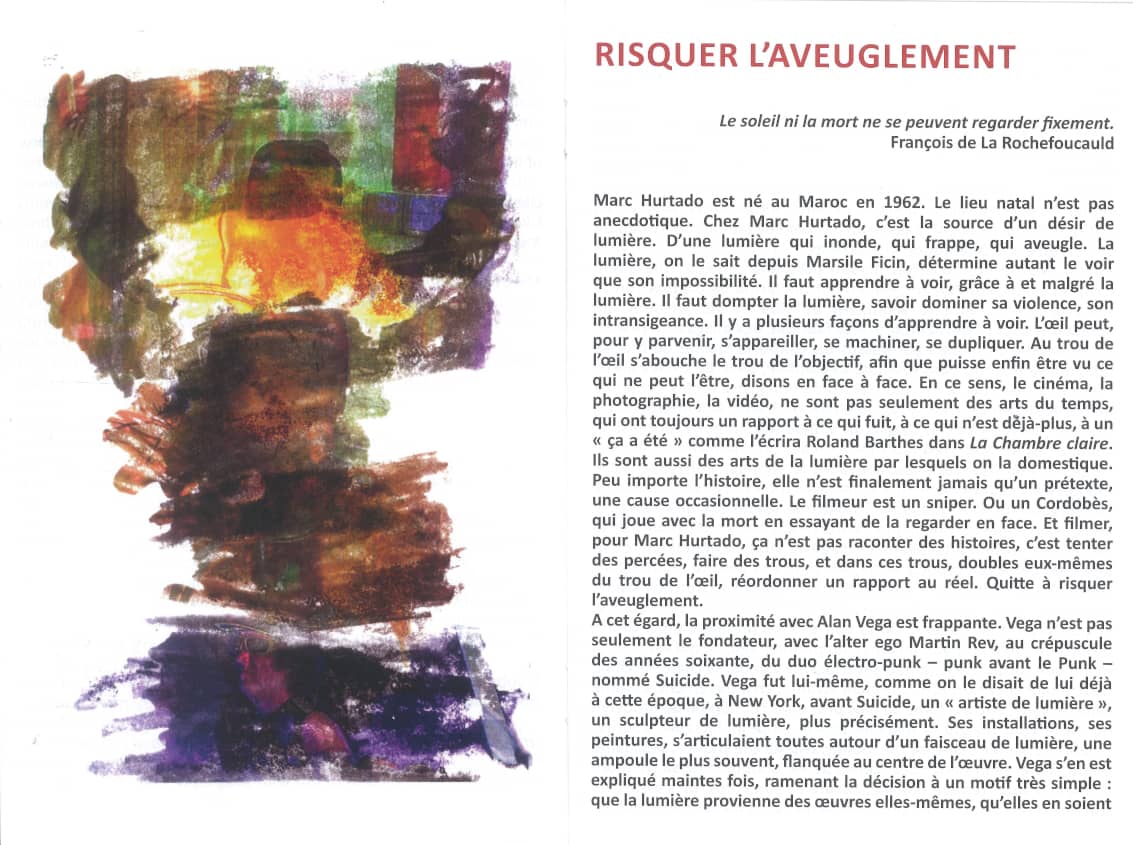 RISQUER L’AVEUGLEMENT
Le soleil ni la mort ne se peuvent regarder fixement.
François de La Rochefoucauld
Marc Hurtado est né au Maroc en 1962. Le lieu natal n’est pas
anecdotique. Chez Marc Hurtado, c’est la source d’un désir de
lumière. D’une lumière qui inonde, qui frappe, qui aveugle. La
lumière, on le sait depuis Marsile Ficin, détermine autant le voir
que son impossibilité. Il faut apprendre à voir, grâce à et malgré la
lumière. Il faut dompter la lumière, savoir dominer sa violence, son
intransigeance. Il y a plusieurs façons d’apprendre à voir. L’œil peut,
pour y parvenir, s’appareiller, se machiner, se dupliquer. Au trou de
l’œil s’abouche le trou de l’objectif, afin que puisse enfin être vu ce
qui ne peut l’être, disons en face à face. En ce sens, le cinéma, la
photographie, la vidéo, ne sont pas seulement des arts du temps,
qui ont toujours un rapport à ce qui fuit, à ce qui n’est déjà-plus, à un
« ça a été » comme l’écrira Roland Barthes dans La Chambre claire.
Ils sont aussi des arts de la lumière par lesquels on la domestique.
Peu importe l’histoire, elle n’est finalement jamais qu’un prétexte,
une cause occasionnelle. Le filmeur est un sniper. Ou un Cordobès,
qui joue avec la mort en essayant de la regarder en face. Et filmer,
pour Marc Hurtado, ça n’est pas raconter des histoires, c’est tenter
des percées, faire des trous, et dans ces trous, doubles eux-mêmes
du trou de l’œil, réordonner un rapport au réel. Quitte à risquer
l’aveuglement.
A cet égard, la proximité avec Alan Vega est frappante. Vega n’est pas
seulement le fondateur, avec l’alter ego Martin Rev, au crépuscule
des années soixante, du duo électro-punk – punk avant le Punk –
nommé Suicide. Vega fut lui-même, comme on le disait de lui déjà
à cette époque, à New York, avant Suicide, un « artiste de lumière »,
un sculpteur de lumière, plus précisément. Ses installations, ses
peintures, s’articulaient toutes autour d’un faisceau de lumière, une
ampoule le plus souvent, flanquée au centre de l’œuvre. Vega s’en est
expliqué maintes fois, ramenant la décision à un motif très simple :
que la lumière provienne des œuvres elles-mêmes, qu’elles en soient